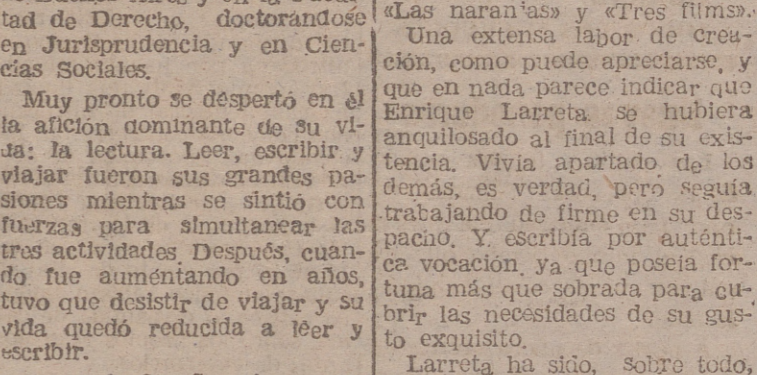 tad de Derecho, doctorándose
en Jurisprudencia y en Cien-
cias Sociales.
Muy pronto se despertó en él
la afición dominante de su vi-
da: la lectura. Leer, escribir y
viajar fueron sus grandes pa-
siones mientras se sintió con
fuerzas para simultanear las
tres actividades. Después, cuan-
do fue aumentando en años,
tuvo que desistir de viajar y su
vida quedó reducida a leer y
escribir.
«Las naranjas» y «Tres films».
Una extensa labor de crea-
ción, como puede apreciarse, y
que en nada parece indicar que
Enrique Larreta se hubiera
anquilosado al final de su exis-
tencia. Vivía apartado de los
demás, es verdad, pero seguía
trabajando de firme en su des-
pacho. Y escribía por auténti-
ca vocación, ya que poseía for-
tuna más que sobrada para cu-
brir las necesidades de su gus-
to exquisito.
Larreta ha sido, sobre todo,